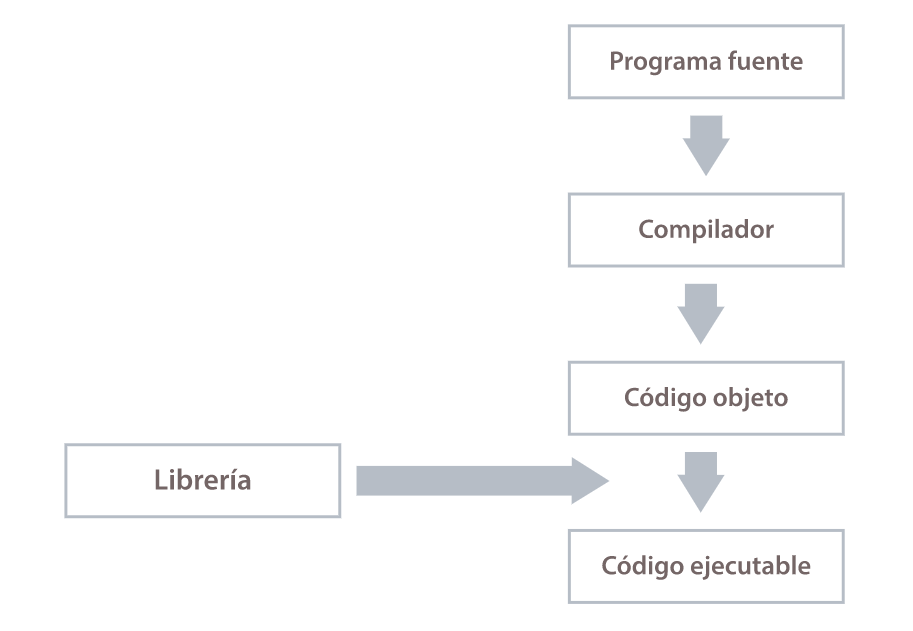 Programa fuente
Compilador
Código objeto
Librería
Código ejecutable